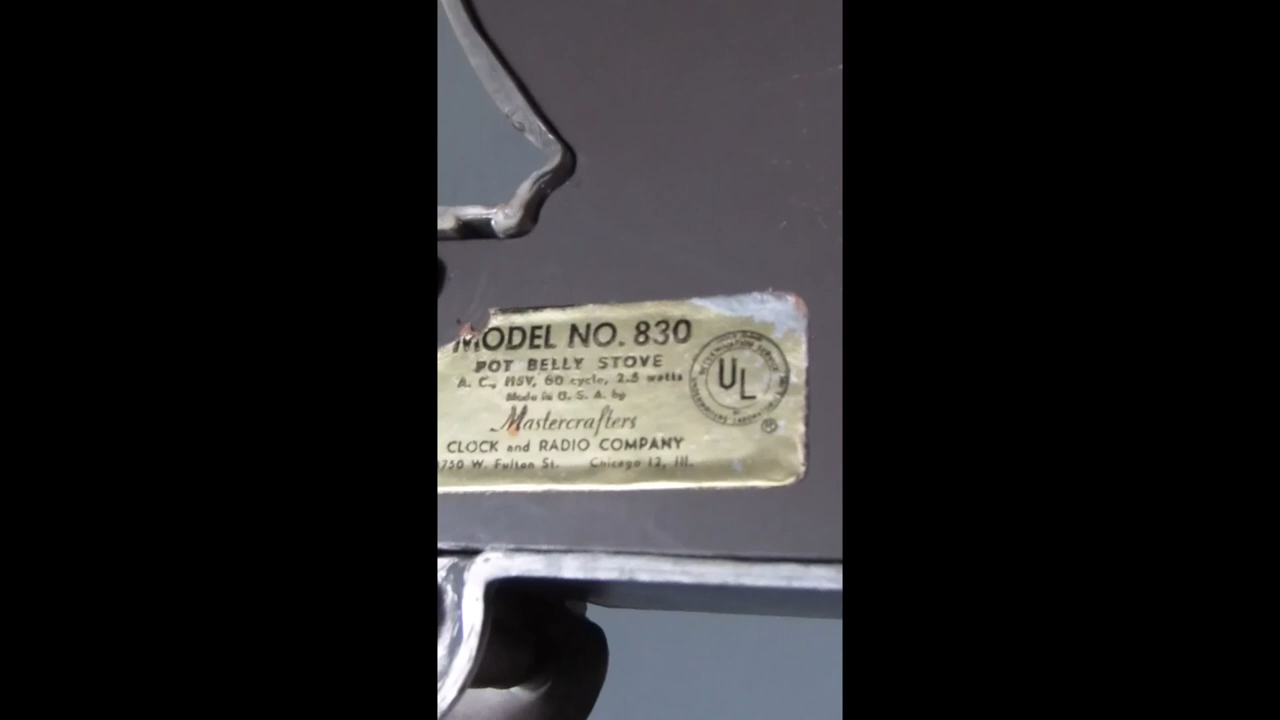 MODEL NO. 830
POT BELLY STOVE
A. C., 115V, 60 cycle, 2.5 watts
Made in U. S. A. by
Mastercrafters
CLOCK and RADIO COMPANY
1750 W. Fulton St. Chicago 12, Ill.
UL
®